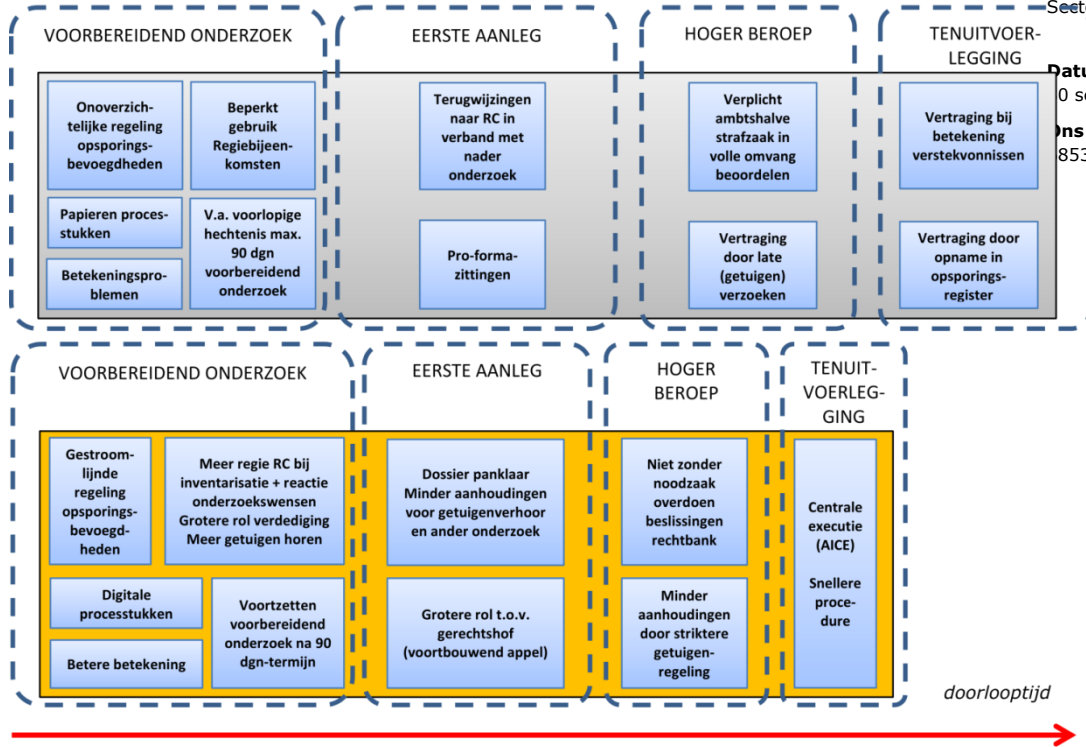 Secte
VOORBEREIDEND ONDERZOEK
EERSTE AANLEG
HOGER BEROEP
TENUITVOER-
LEGGING
Datu
0 se
Ons
853
Onoverzich-
telijke regeling
opsporings-
bevoegdheden
Beperkt
gebruik
Regiebijeen-
komsten
Papieren proces-
stukken
V.a. voorlopige
hechtenis max.
90 dgn
voorbereidend
onderzoek
Betekeningspro-
blemen
Terugwijzingen
naar RC in
verband met
nader
onderzoek
Pro-forma-
zittingen
Verplicht
ambtshalve
strafzaak in
volle omvang
beoordelen
Vertraging
door late
(getuigen)
verzoeken
Vertraging bij
betekening
verstekvonnissen
Vertraging door
opname in
opsporings-
register
VOORBEREIDEND ONDERZOEK
EERSTE AANLEG
HOGER
BEROEP
TENUIT-
VOERLEG-
GING
Gestroom-
lijnde
regeling
opsporings-
bevoegd-
heden
Meer regie RC bij
inventarisatie + reactie
onderzoekswensen
Grotere rol verdediging
Meer getuigen horen
Digitale
processtukken
Betere betekening
Voortzetten
voorbereidend
onderzoek na 90
dgn-termijn
Dossier panklaar
Minder aanhoudingen
voor getuigenverhoor
en ander onderzoek
Grotere rol t.o.v.
gerechtshof
(voortbouwend appel)
Niet zonder
noodzaak
overdoen
beslissingen
rechtbank
Minder
aanhoudingen
door striktere
getuigen-
regeling
Centrale
executie
(AICE)
Snellere
proce-
dure
doorlooptijd